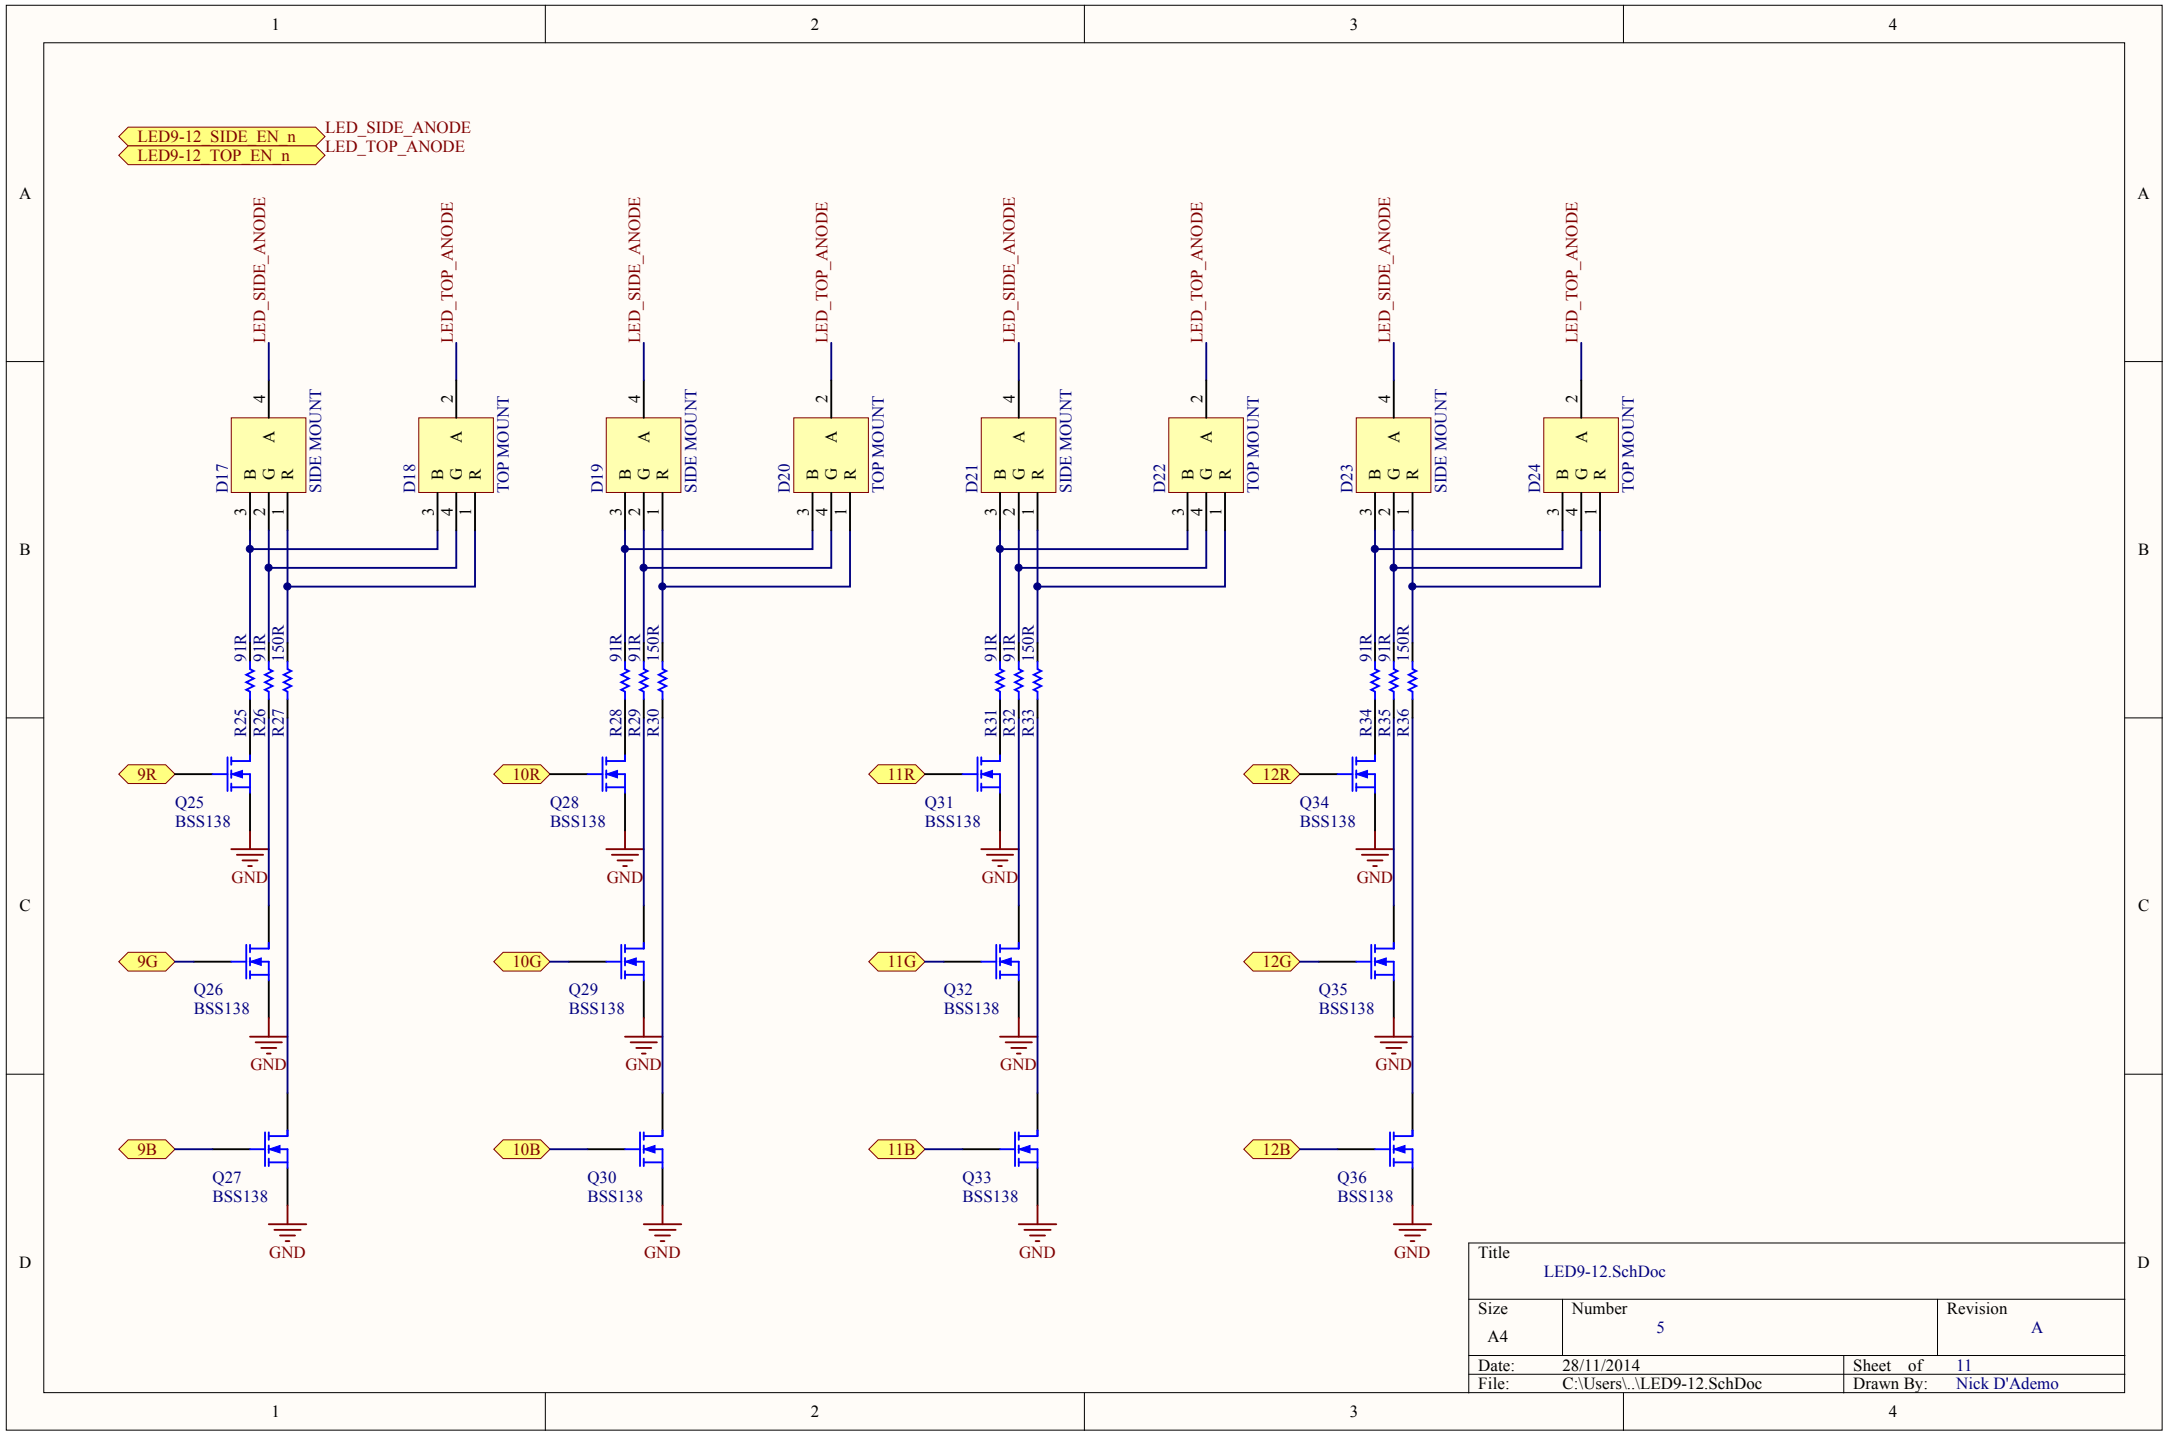 1 2 3 4
LED9-12_SIDE_EN_n LED_SIDE_ANODE
LED9-12_TOP_EN_n LED_TOP_ANODE
A A
LED_SIDE_ANODE LED_TOP_ANODE LED_SIDE_ANODE LED_TOP_ANODE LED_SIDE_ANODE LED_TOP_ANODE LED_SIDE_ANODE LED_TOP_ANODE
4 2 4 2 4 2 4 2
A A A A A A A A
D17 B G R SIDE MOUNT D18 B G R TOP MOUNT D19 B G R SIDE MOUNT D20 B G R TOP MOUNT D21 B G R SIDE MOUNT D22 B G R TOP MOUNT D23 B G R SIDE MOUNT D24 B G R TOP MOUNT
3 2 1 3 4 1 3 2 1 3 4 1 3 2 1 3 4 1 3 2 1 3 4 1
B B
91R 91R 150R 91R 91R 150R 91R 91R 150R 91R 91R 150R
R25 R26 R27 R28 R29 R30 R31 R32 R33 R34 R35 R36
9R 10R 11R 12R
Q25 Q28 Q31 Q34
BSS138 BSS138 BSS138 BSS138
GND GND GND GND
C C
9G 10G 11G 12G
Q26 Q29 Q32 Q35
BSS138 BSS138 BSS138 BSS138
GND GND GND GND
9B 10B 11B 12B
Q27 Q30 Q33 Q36
BSS138 BSS138 BSS138 BSS138
GND GND GND GND
D D
Title
LED9-12.SchDoc
Size Number Revision
A4 5 A
Date: 28/11/2014 Sheet of 11
File: C:\Users\..\LED9-12.SchDoc Drawn By: Nick D'Ademo
1 2 3 4